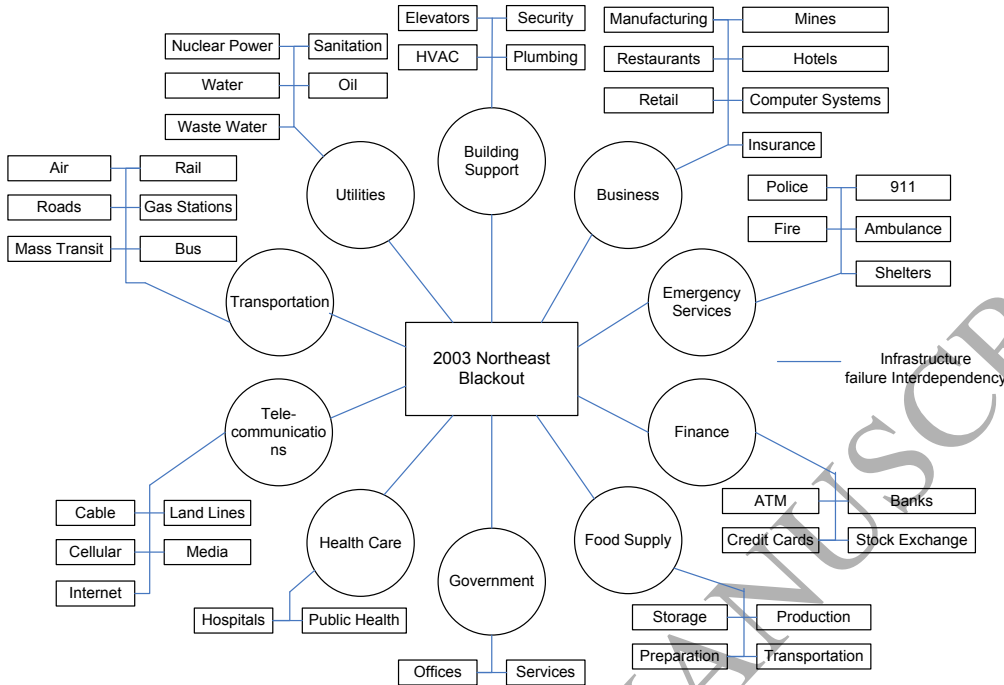 Elevators
Security
Manufacturing
Mines
Nuclear Power
Sanitation
HVAC
Plumbing
Restaurants
Hotels
Water
Oil
Retail
Computer Systems
Waste Water
Building
Support
Insurance
Air
Rail
Utilities
Business
Police
911
Roads
Gas Stations
Fire
Ambulance
Mass Transit
Bus
Shelters
Transportation
Emergency
Services
2003 Northeast
Blackout
Infrastructure
failure Interdependency
Tele-
communicatio
ns
Finance
ATM
Banks
Cable
Land Lines
Credit Cards
Stock Exchange
Cellular
Media
Health Care
Food Supply
Internet
Government
Hospitals
Public Health
Storage
Production
Offices
Services
Preparation
Transportation